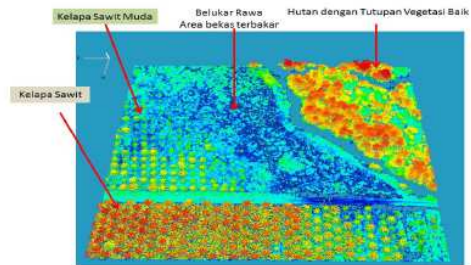 Kelapa Sawit Muda
Belukar Rawa
Area bekas terbakar
Hutan dengan Tutupan Vegetasi Baik
Kelapa Sawit